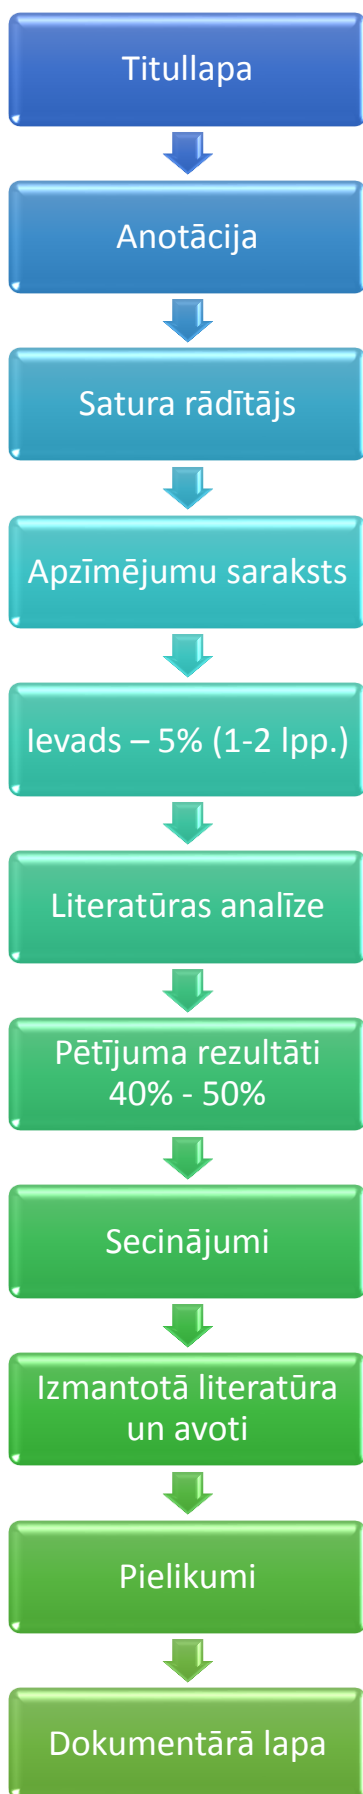 Titullapa
Anotācija
Satura rādītājs
Apzīmējumu saraksts
Ievads – 5% (1-2 lpp.)
Literatūras analīze
Pētījuma rezultāti
40% - 50%
Secinājumi
Izmantotā literatūra
un avoti
Pielikumi
Dokumentārā lapa